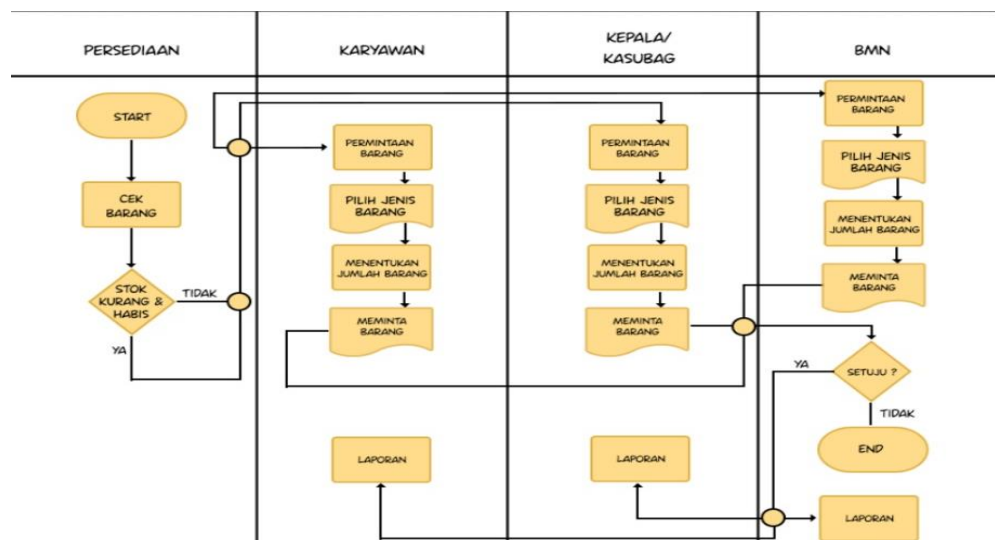 PERSEDIAAN
KARYAWAN
KEPALA/
KASUBAG
BMN
START
CEK
BARANG
STOK
KURANG &
HABIS
TIDAK
YA
PERMINTAAN
BARANG
PILIH JENIS
BARANG
MENENTUKAN
JUMLAH BARANG
MEMINTA
BARANG
LAPORAN
PERMINTAAN
BARANG
PILIH JENIS
BARANG
MENENTUKAN
JUMLAH BARANG
MEMINTA
BARANG
LAPORAN
PERMINTAAN
BARANG
PILIH JENIS
BARANG
MENENTUKAN
JUMLAH BARANG
MEMINTA
BARANG
YA
SETUJU ?
TIDAK
END
LAPORAN